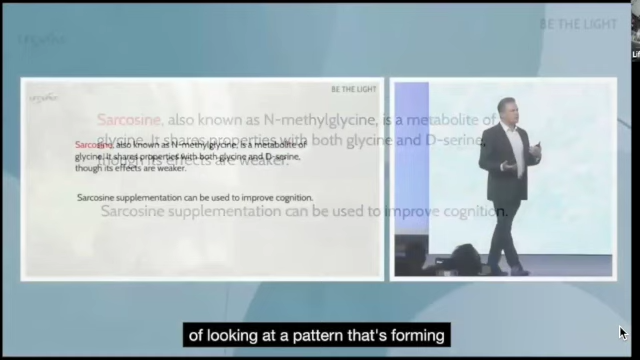 BE THE LIGHT
BE THE LIGHT
Sarcosine, also known as N-methylglycine, is a metabolite of
glycine. It shares properties with both glycine and D-serine,
though its effects are weaker.
Sarcosine supplementation can be used to improve cognition.
Sarcosine, also known as N-methylglycine, is a metabolite of
glycine. It shares properties with both glycine and D-serine,
though its effects are weaker.
Sarcosine supplementation can be used to improve cognition.
of looking at a pattern that's forming